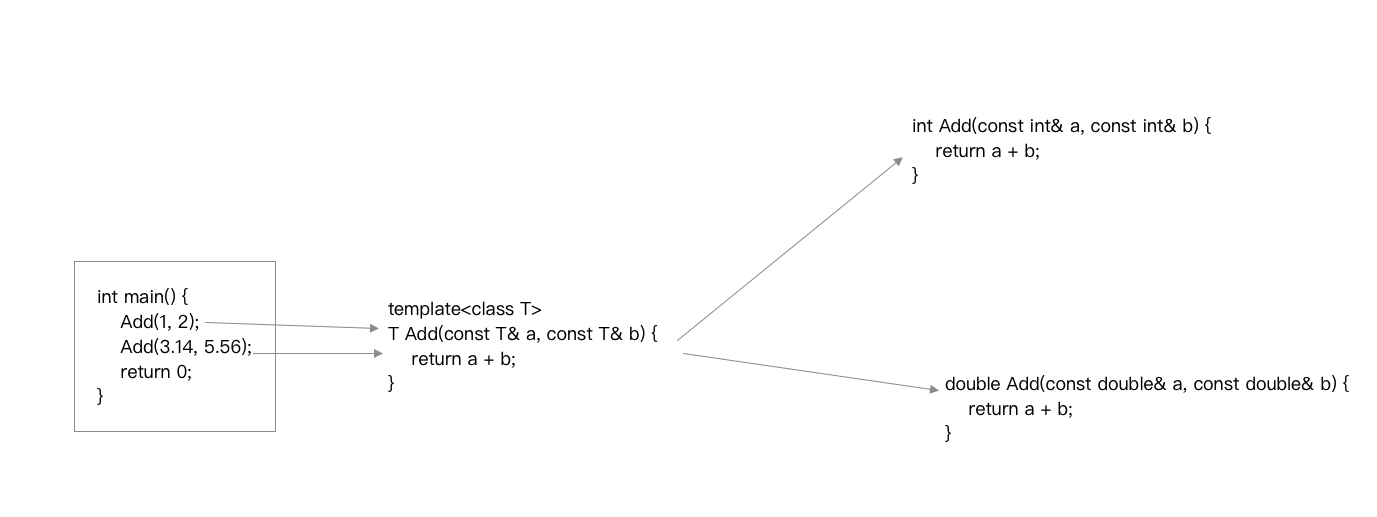 int main() {
Add(1, 2);
Add(3.14, 5.56);
return 0;
}
template<class T>
T Add(const T& a, const T& b) {
return a + b;
}
int Add(const int& a, const int& b) {
return a + b;
}
double Add(const double& a, const double& b) {
return a + b;
}